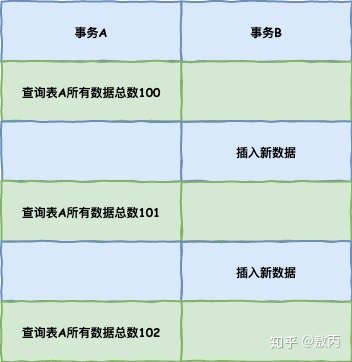 事务A 事务B
查询表A所有数据总数100
插入新数据
查询表A所有数据总数101
插入新数据
查询表A所有数据总数102
知乎 @敖丙